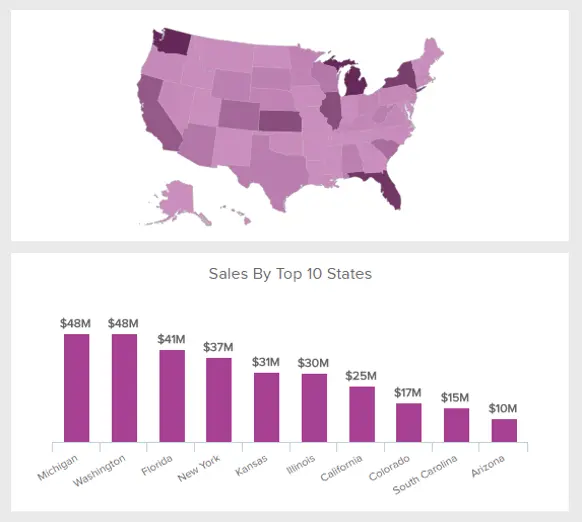 Sales By Top 10 States
$48M
$48M
$41M
$37M
$31M
$30M
$25M
$17M
$15M
$10M
Michigan
Washington
Florida
New York
Kansas
Illinois
California
Colorado
South Carolina
Arizona